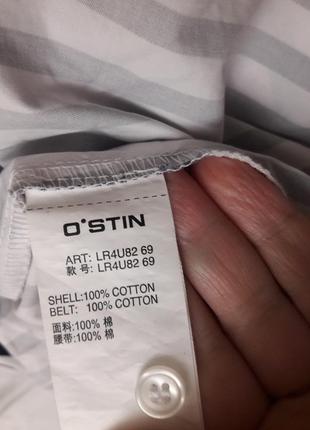 O'STIN
ART: LR4U82 69
款 号: LR4U82 69
SHELL:100% COTTON
BELT: 100% COTTON
面料:100% 棉
腰带:100% 棉